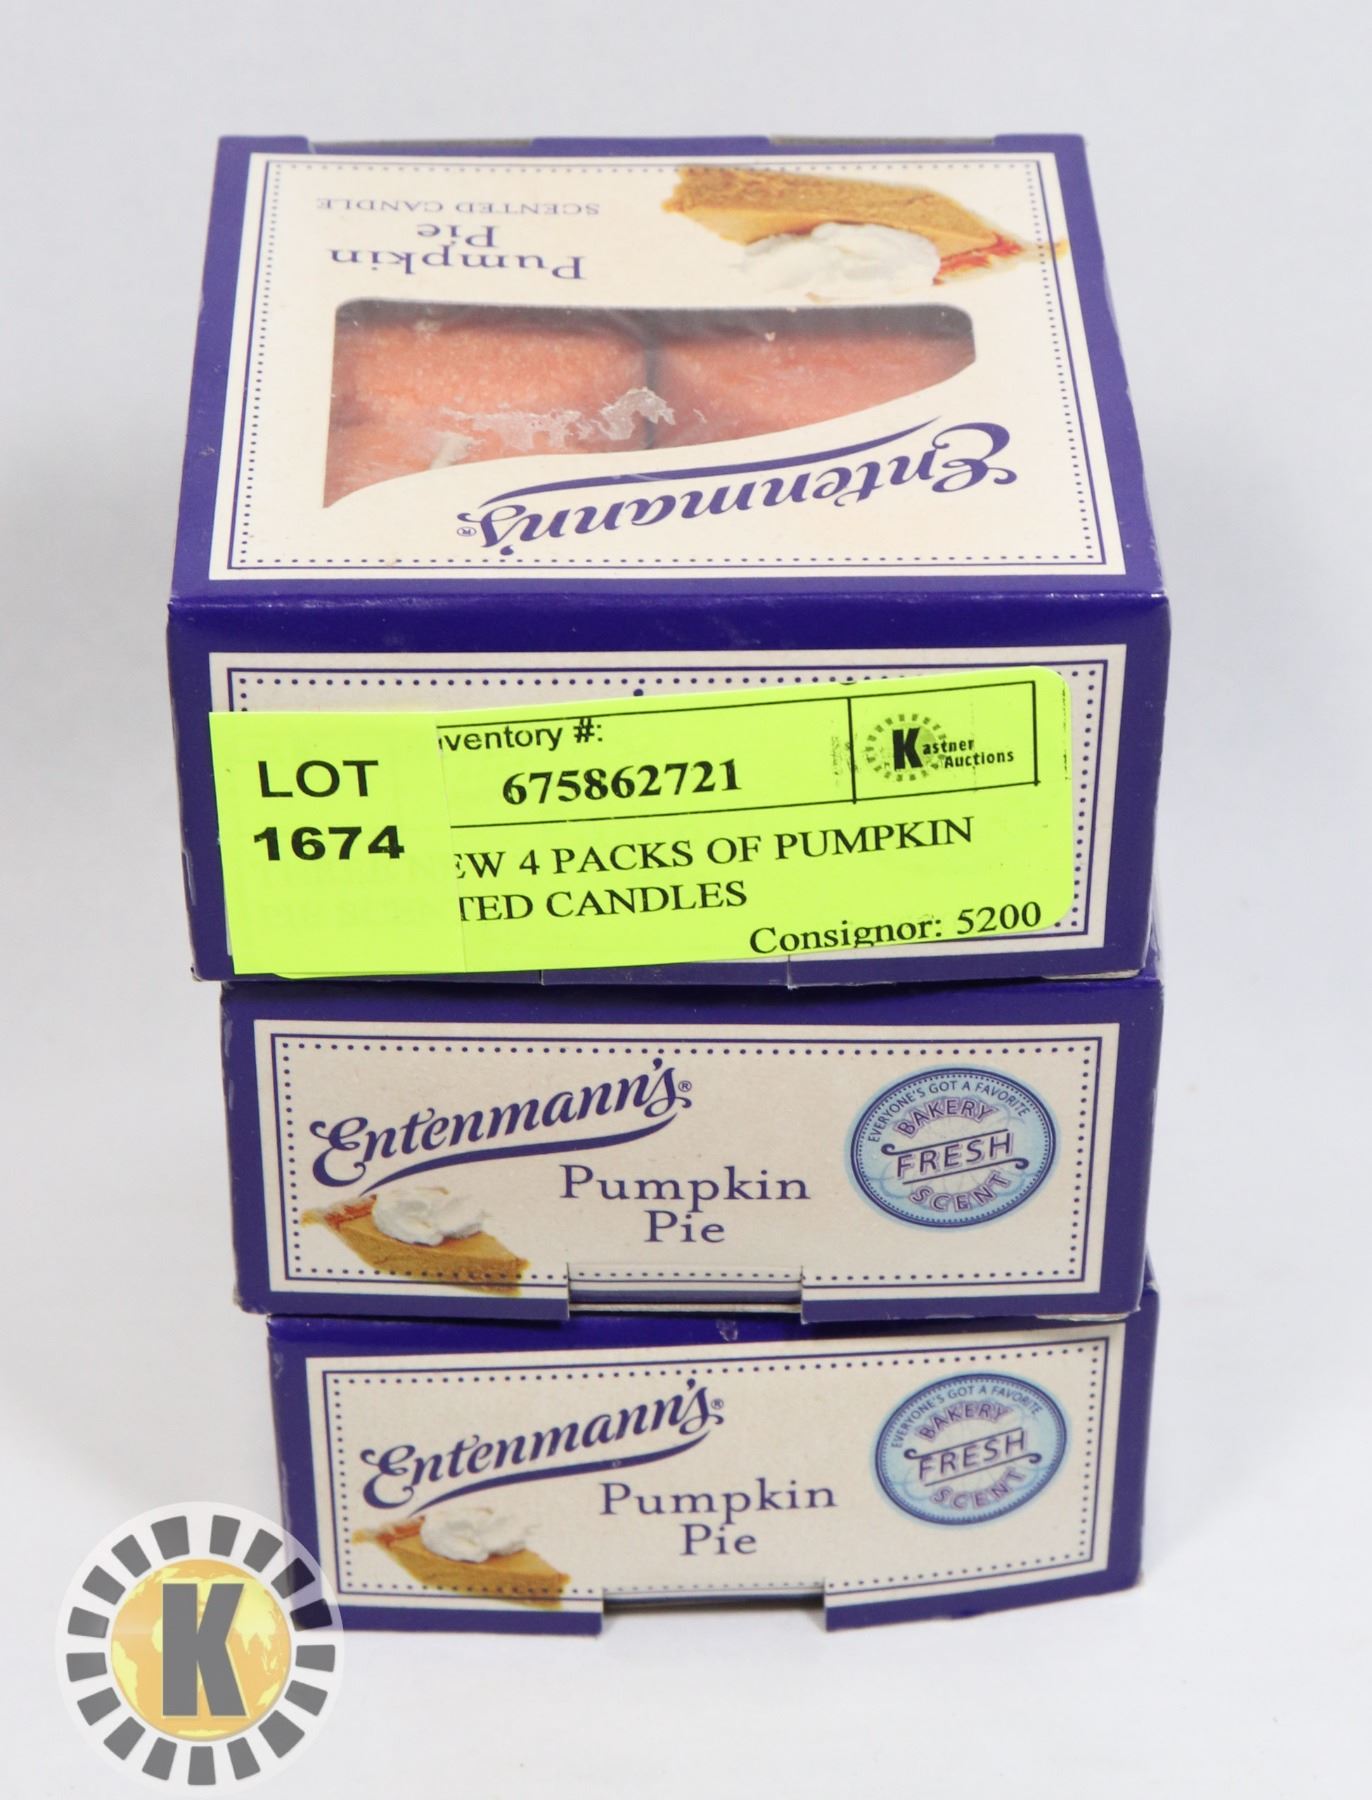 SCENTED CANDLE
Pumpkin
Pie
Entenmann's®
LOT
1674
ventory #:
675862721
Kastner
Auctions
EW 4 PACKS OF PUMPKIN
TED CANDLES
Consignor: 5200
Entenmann's®
Pumpkin
Pie
EVERYONE'S GOT A FAVORITE
BAKERY
FRESH
SCENT
Entenmann's®
Pumpkin
Pie
EVERYONE'S GOT A FAVORITE
BAKERY
FRESH
SCENT
K